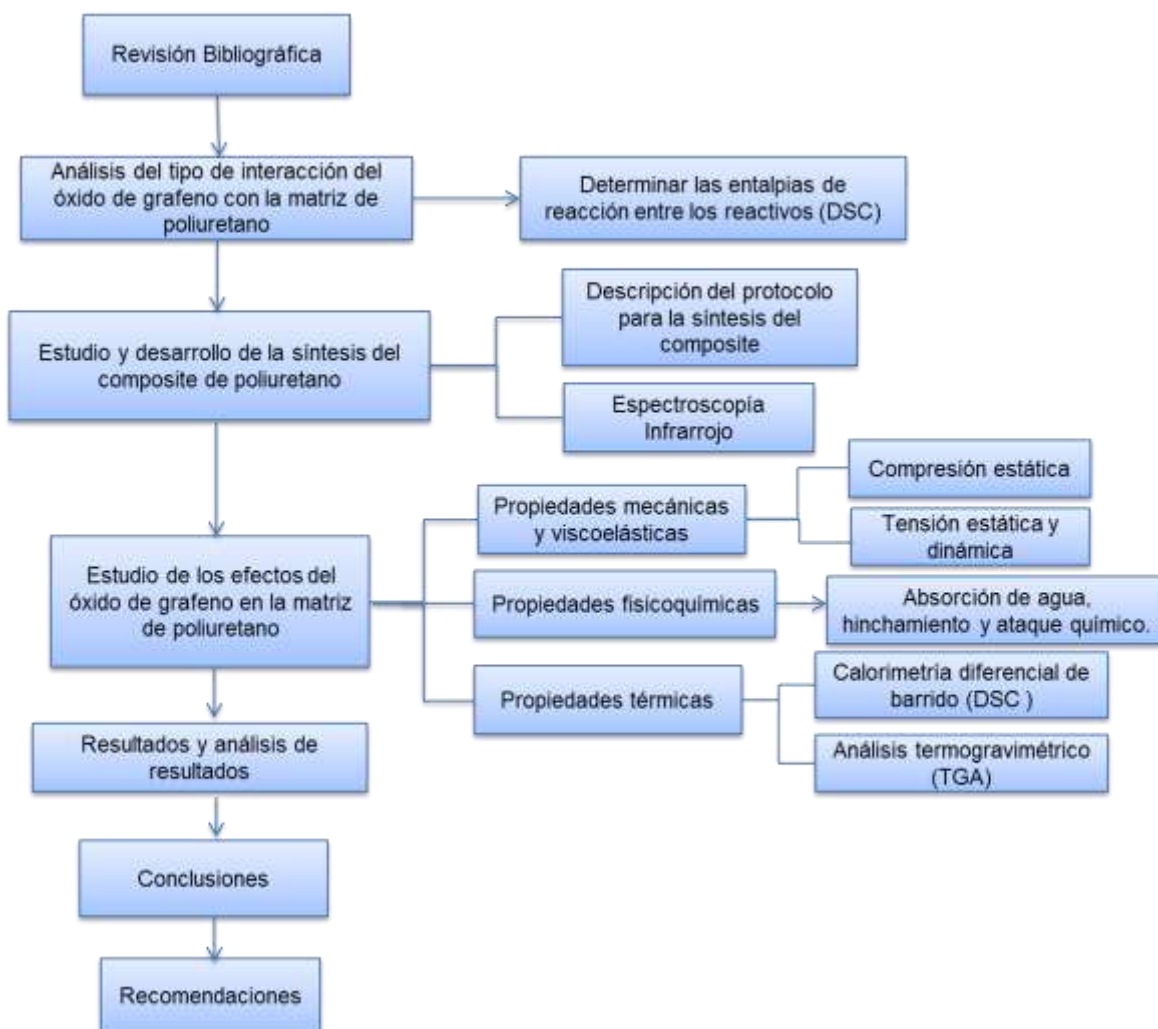 Revisión Bibliográfica
Análisis del tipo de interacción del
óxido de grafeno con la matriz de
poliuretano
Determinar las entalpias de
reacción entre los reactivos (DSC)
Estudio y desarrollo de la síntesis del
composite de poliuretano
Descripción del protocolo
para la síntesis del
composite
Espectroscopía
Infrarrojo
Estudio de los efectos del
óxido de grafeno en la matriz
de poliuretano
Propiedades mecánicas
y viscoelásticas
Compresión estática
Tensión estática y
dinámica
Propiedades fisicoquímicas
Absorción de agua,
hinchamiento y ataque químico.
Propiedades térmicas
Calorimetría diferencial de
barrido (DSC )
Análisis termogravimétrico
(TGA)
Resultados y análisis de
resultados
Conclusiones
Recomendaciones